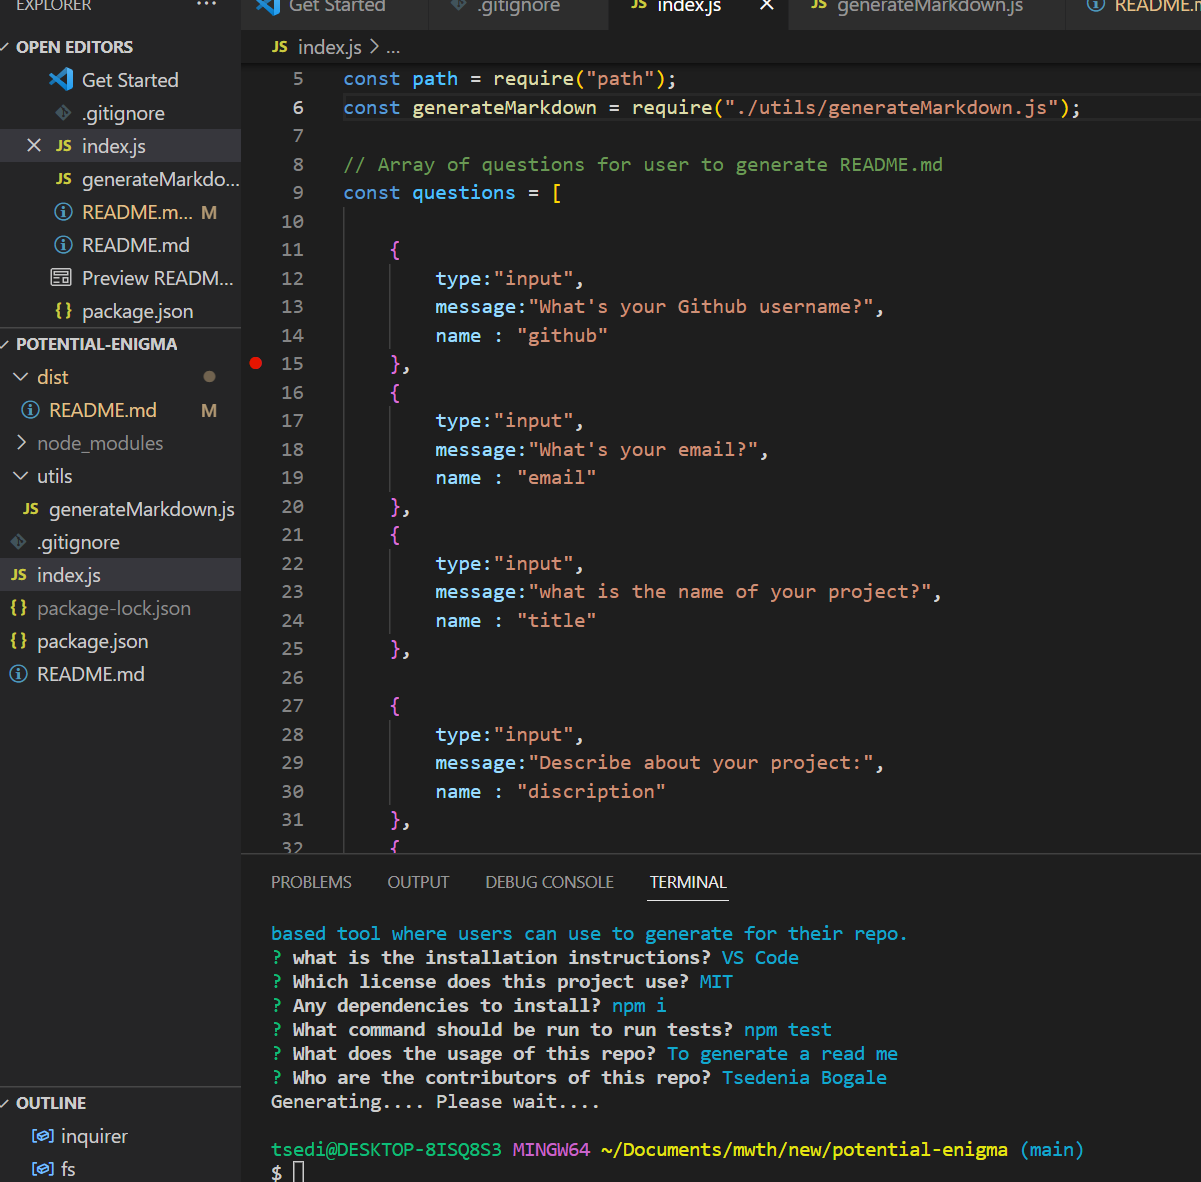 EXPLORER ...
OPEN EDITORS
Get Started
.gitignore
index.js
generateMarkdo...
README.m... M
README.md
Preview READM...
package.json
POTENTIAL-ENIGMA
dist
README.md M
node_modules
utils
generateMarkdown.js
.gitignore
index.js
package-lock.json
package.json
README.md
OUTLINE
inquirer
fs
Get Started .gitignore JS index.js JS generateMarkdown.js README.m
JS index.js > ...
5 const path = require("path");
6 const generateMarkdown = require("./utils/generateMarkdown.js");
7
8 // Array of questions for user to generate README.md
9 const questions = [
10
11 {
12 type:"input",
13 message:"What's your Github username?",
14 name : "github"
15 },
16 {
17 type:"input",
18 message:"What's your email?",
19 name : "email"
20 },
21 {
22 type:"input",
23 message:"what is the name of your project?",
24 name : "title"
25 },
26
27 {
28 type:"input",
29 message:"Describe about your project:",
30 name : "discription"
31 },
32 {
PROBLEMS OUTPUT DEBUG CONSOLE TERMINAL
based tool where users can use to generate for their repo.
? what is the installation instructions? VS Code
? Which license does this project use? MIT
? Any dependencies to install? npm i
? What command should be run to run tests? npm test
? What does the usage of this repo? To generate a read me
? Who are the contributors of this repo? Tsedenia Bogale
Generating.... Please wait....
tsedi@DESKTOP-8ISQ8S3 MINGW64 ~/Documents/mwth/new/potential-enigma (main)
$